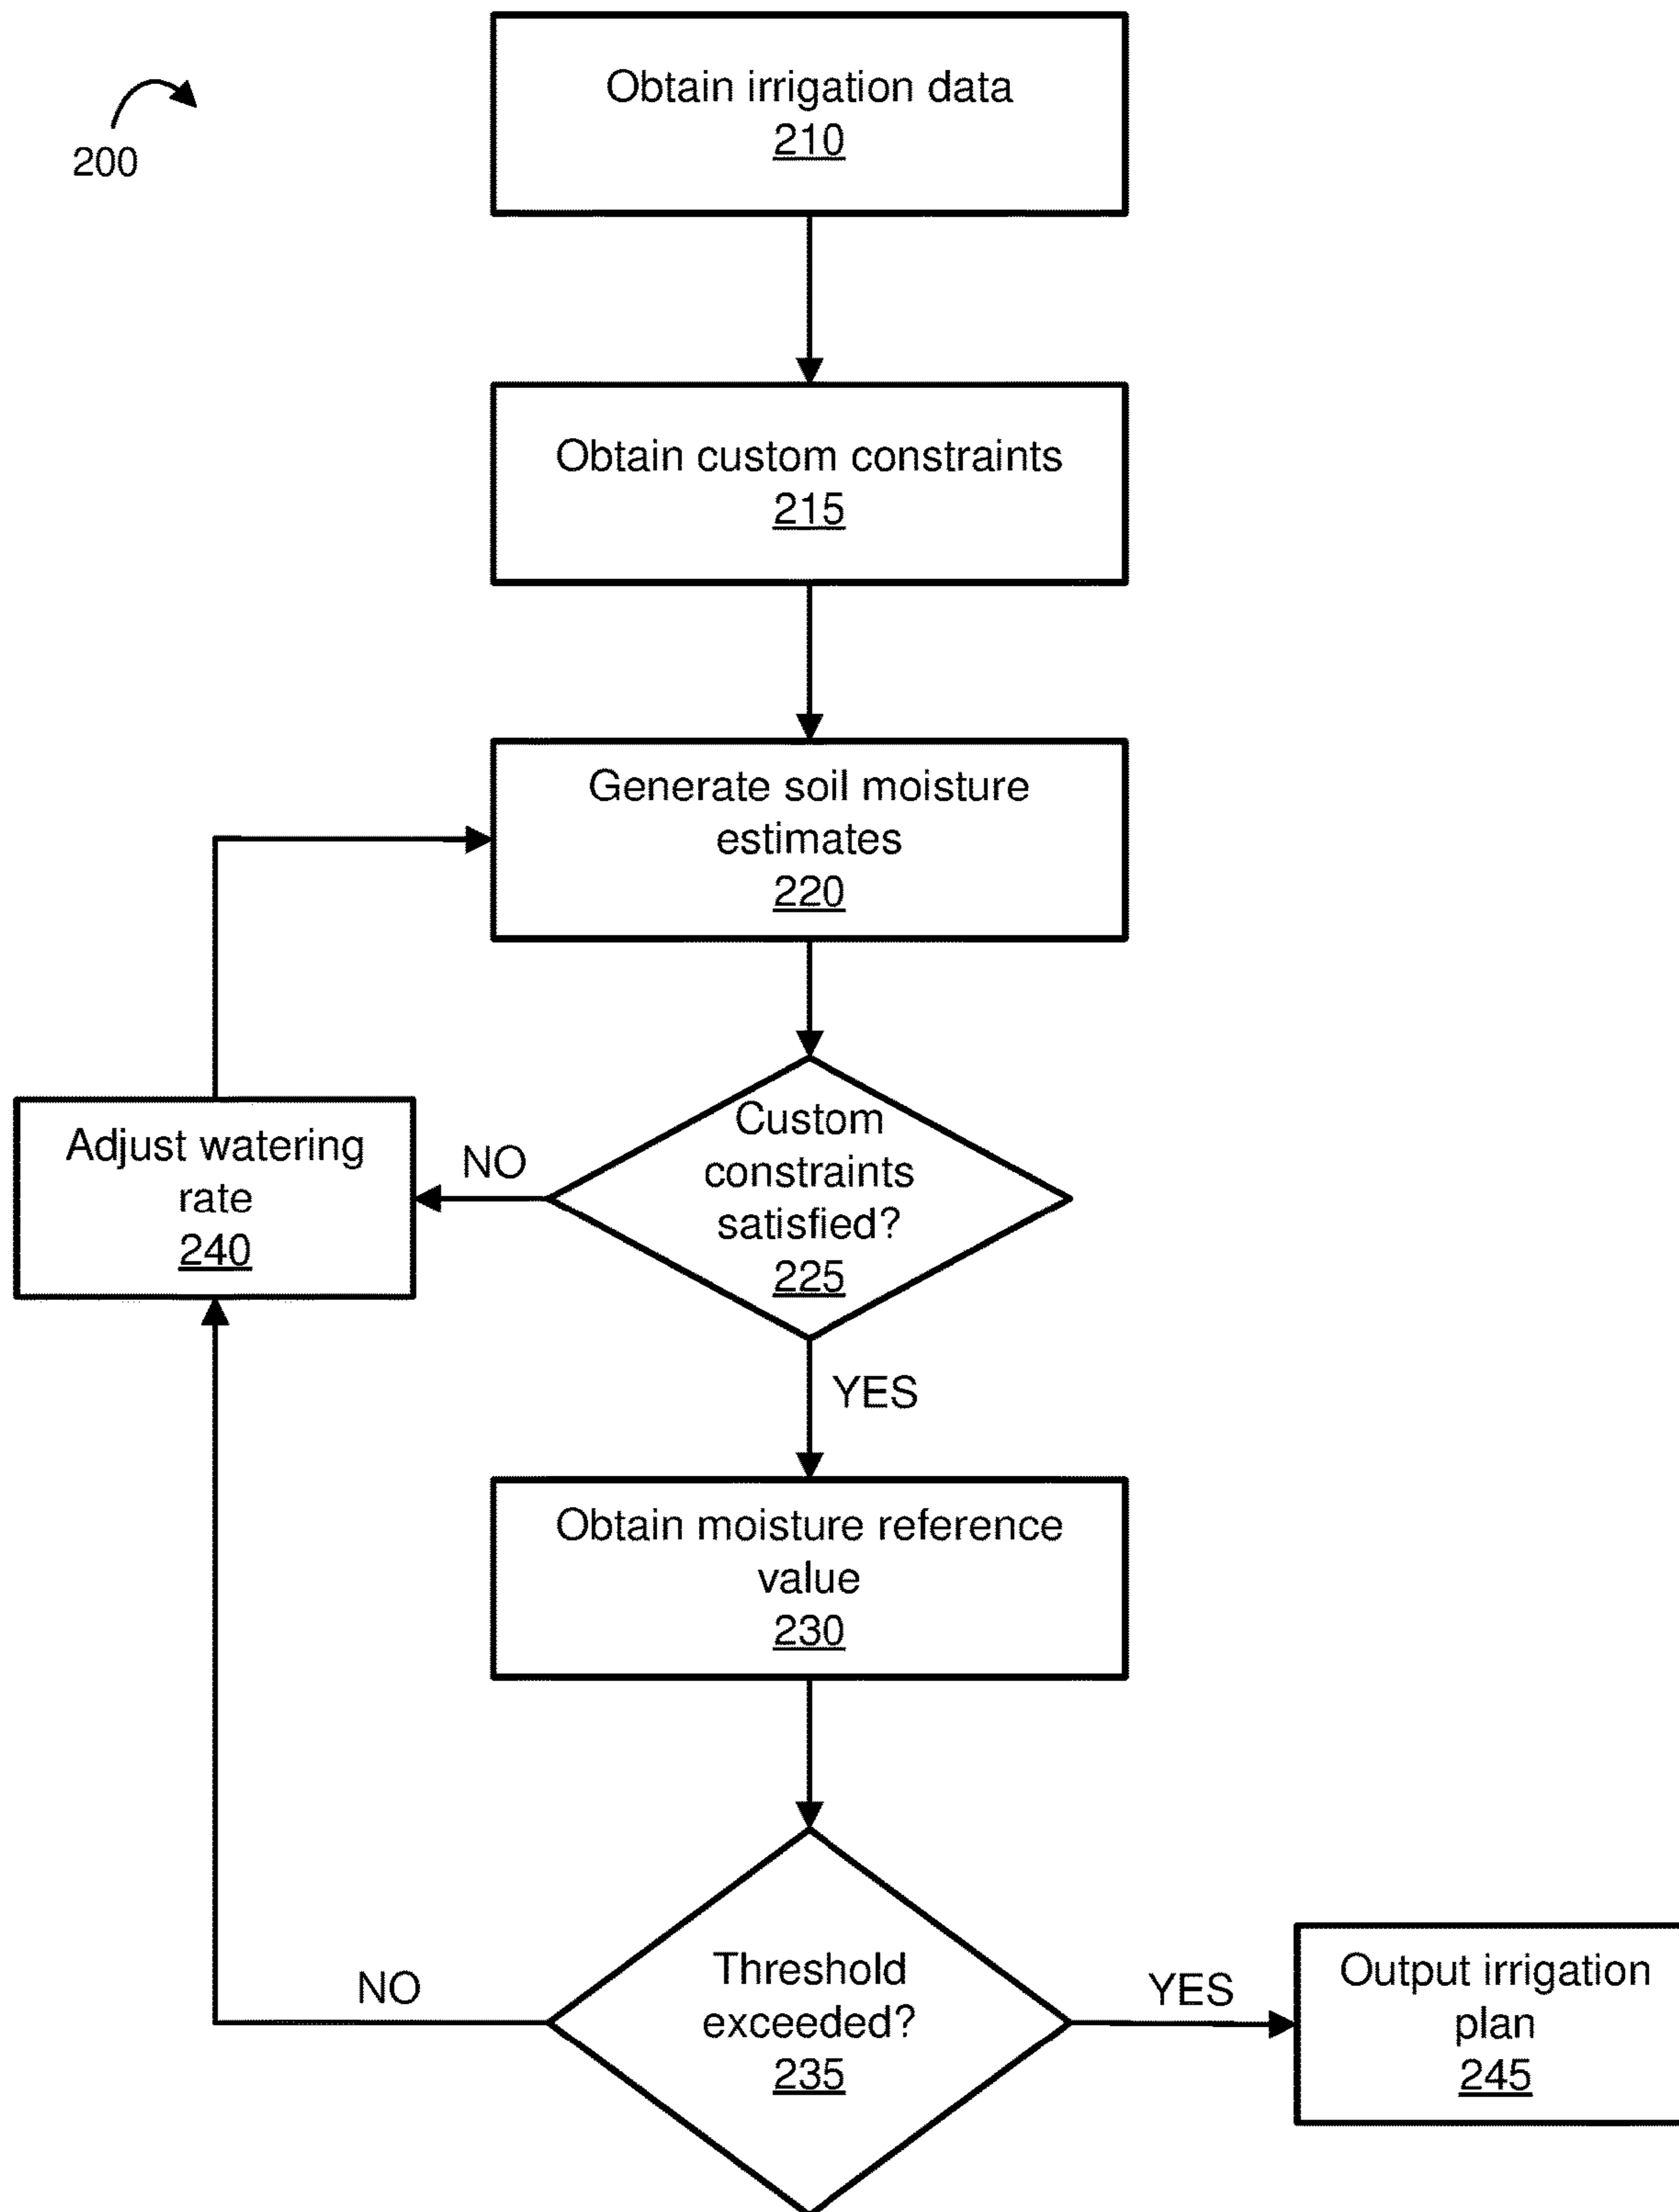 200
Obtain irrigation data
210
Obtain custom constraints
215
Generate soil moisture
estimates
220
Custom
constraints
satisfied?
225
NO
Adjust watering
rate
240
YES
Obtain moisture reference
value
230
Threshold
exceeded?
235
NO
YES
Output irrigation
plan
245